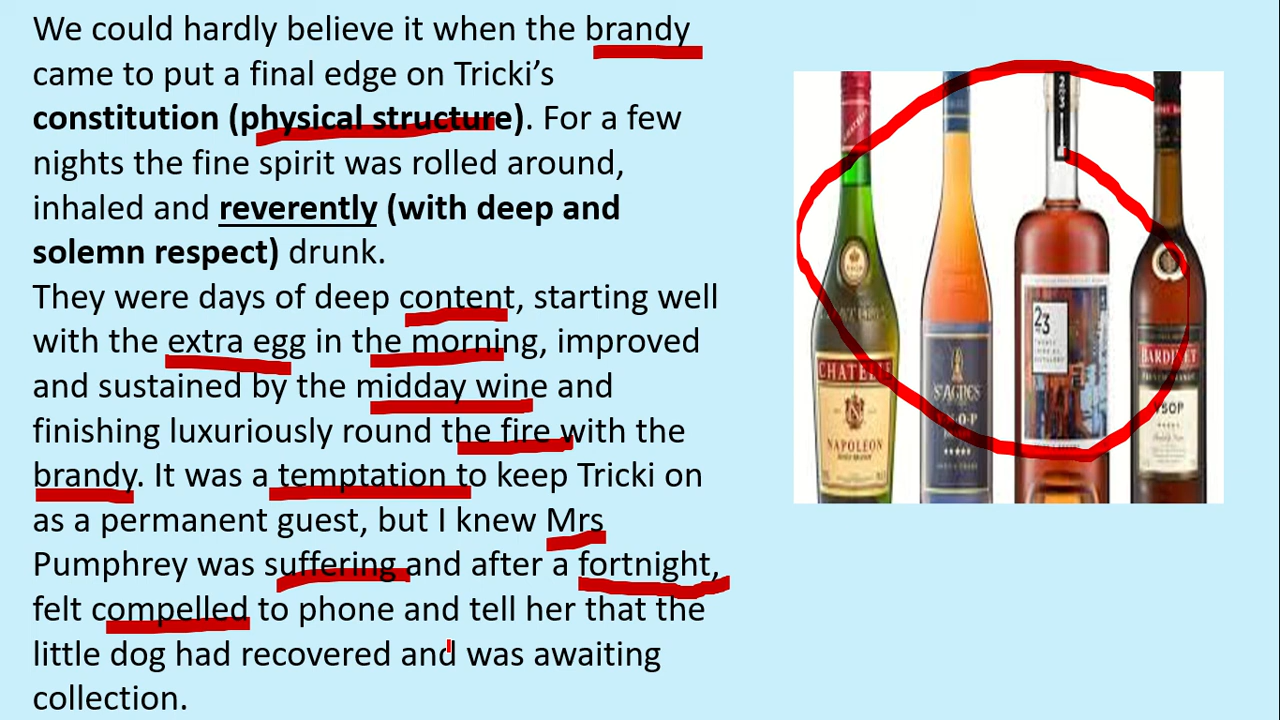 We could hardly believe it when the brandy
came to put a final edge on Tricki's
constitution (physical structure). For a few
nights the fine spirit was rolled around,
inhaled and reverently (with deep and
solemn respect) drunk.
They were days of deep content, starting well
with the extra egg in the morning, improved
and sustained by the midday wine and
finishing luxuriously round the fire with the
brandy. It was a temptation to keep Tricki on
as a permanent guest, but I knew Mrs
Pumphrey was suffering and after a fortnight,
felt compelled to phone and tell her that the
little dog had recovered and was awaiting
collection.
CHATELLE
NAPOLEON
ST AGNES
V·S·O·P
23
BARDINET
VSOP